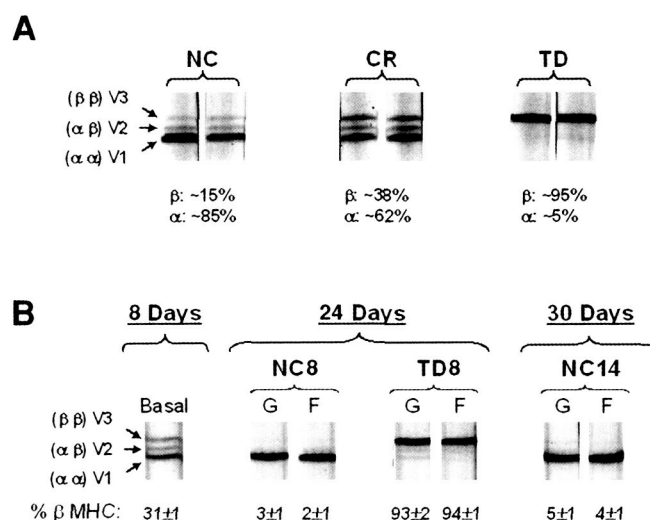 A
NC CR TD
(β β) V3
(α β) V2
(α α) V1
β: ~15% β: ~38% β: ~95%
α: ~85% α: ~62% α: ~5%
B
8 Days 24 Days 30 Days
NC8 TD8 NC14
Basal G F G F G F
(β β) V3
(α β) V2
(α α) V1
% β MHC: 31±1 3±1 2±1 93±2 94±1 5±1 4±1